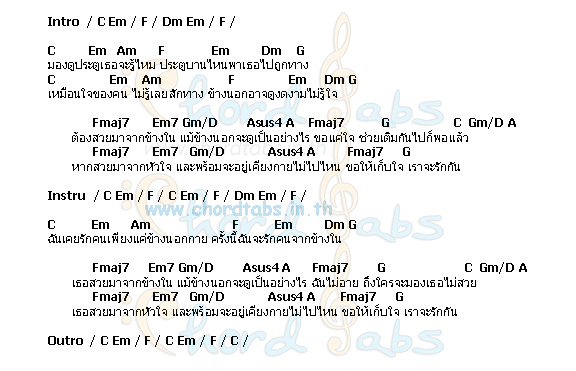 Intro / C Em / F / Dm Em / F /
C Em Am F Em Dm G
มองดูประตูเธอจะรู้ไหม ประตูบานไหนพาเธอไปถูกทาง
C Em Am F Em Dm G
เหมือนใจของคน ไม่รู้เลยสักทาง ข้างนอกอาจดูงดงามไม่รู้ใจ
Fmaj7 Em7 Gm/D Asus4 A Fmaj7 G C Gm/D A
ต้องสวยมาจากข้างใน แม้ข้างนอกจะดูเป็นอย่างไร ขอแค่ใจ ช่วยเติมกันไปก็พอแล้ว
Fmaj7 Em7 Gm/D Asus4 A Fmaj7 G
หากสวยมาจากหัวใจ และพร้อมจะอยู่เคียงกายไม่ไปไหน ขอให้เก็บใจ เราจะรักกัน
Instru / C Em / F / C Em / F / Dm Em / F /
www.chordtabs.in.th
C Em Am F Em Dm G
ฉันเคยรักคนเพียงแค่ข้างนอกกาย ครั้งนี้ฉันจะรักคนจากข้างใน
Fmaj7 Em7 Gm/D Asus4 A Fmaj7 G C Gm/D A
เธอสวยมาจากข้างใน แม้ข้างนอกจะดูเป็นอย่างไร ฉันไม่อาย ถึงใครจะมองเธอไม่สวย
Fmaj7 Em7 Gm/D Asus4 A Fmaj7 G
เธอสวยมาจากหัวใจ และพร้อมจะอยู่เคียงกายไม่ไปไหน ขอให้เก็บใจ เราจะรักกัน
Outro / C Em / F / C Em / F / C /